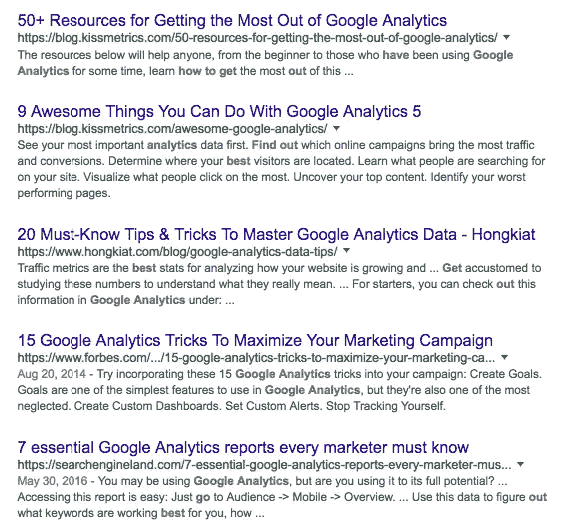 50+ Resources for Getting the Most Out of Google Analytics
https://blog.kissmetrics.com/50-resources-for-getting-the-most-out-of-google-analytics/
The resources below will help anyone, from the beginner to those who have been using Google
Analytics for some time, learn how to get the most out of this ...
9 Awesome Things You Can Do With Google Analytics 5
https://blog.kissmetrics.com/awesome-google-analytics/
See your most important analytics data first. Find out which online campaigns bring the most traffic
and conversions. Determine where your best visitors are located. Learn what people are searching for
on your site. Visualize what people click on the most. Uncover your top content. Identify your worst
performing pages.
20 Must-Know Tips & Tricks To Master Google Analytics Data - Hongkiat
https://www.hongkiat.com/blog/google-analytics-data-tips/
Traffic metrics are the best stats for analyzing how your website is growing and ... Get accustomed to
studying these numbers to understand what they really mean. ... For starters, you can check out this
information in Google Analytics under: ...
15 Google Analytics Tricks To Maximize Your Marketing Campaign
https://www.forbes.com/.../15-google-analytics-tricks-to-maximize-your-marketing-ca...
Aug 20, 2014 - Try incorporating these 15 Google Analytics tricks into your campaign: Create Goals.
Goals are one of the simplest features to use in Google Analytics, but they're also one of the most
neglected. Create Custom Dashboards. Set Custom Alerts. Stop Tracking Yourself.
7 essential Google Analytics reports every marketer must know
https://searchengineland.com/7-essential-google-analytics-reports-every-marketer-mus...
May 30, 2016 - You may be using Google Analytics, but are you using it to its full potential? ...
Accessing this report is easy: Just go to Audience -> Mobile -> Overview. ... Use this data to figure out
what keywords are working best for you, how ...